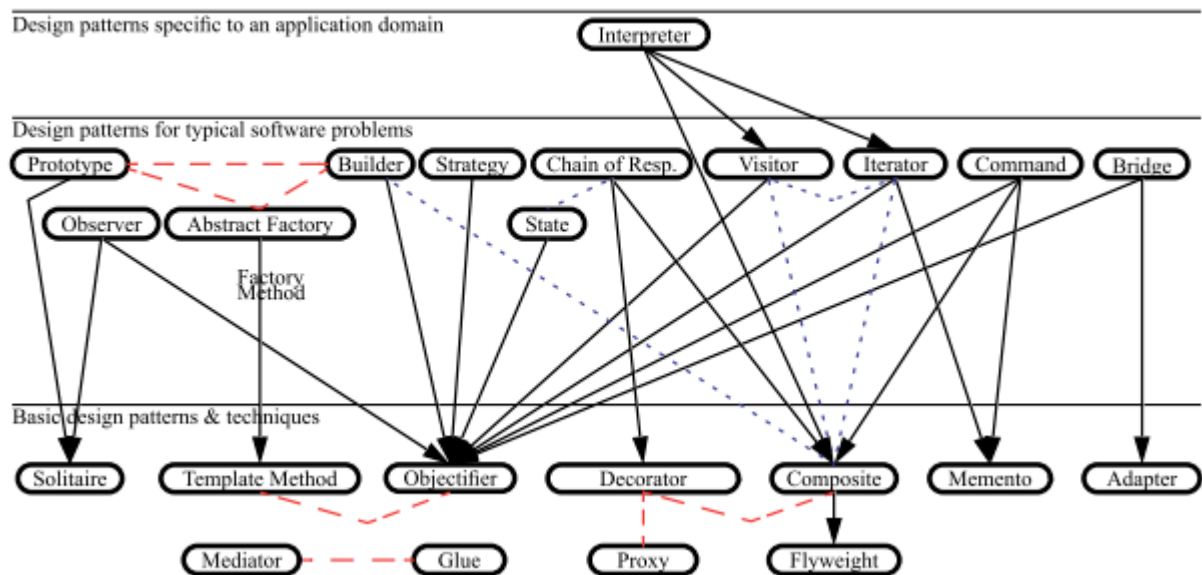 Design patterns specific to an application domain
Interpreter
Design patterns for typical software problems
Prototype
Builder
Strategy
Chain of Resp.
Visitor
Iterator
Command
Bridge
Observer
Abstract Factory
State
Factory
Method
Basic design patterns & techniques
Solitaire
Template Method
Objectifier
Decorator
Composite
Memento
Adapter
Mediator
Glue
Proxy
Flyweight